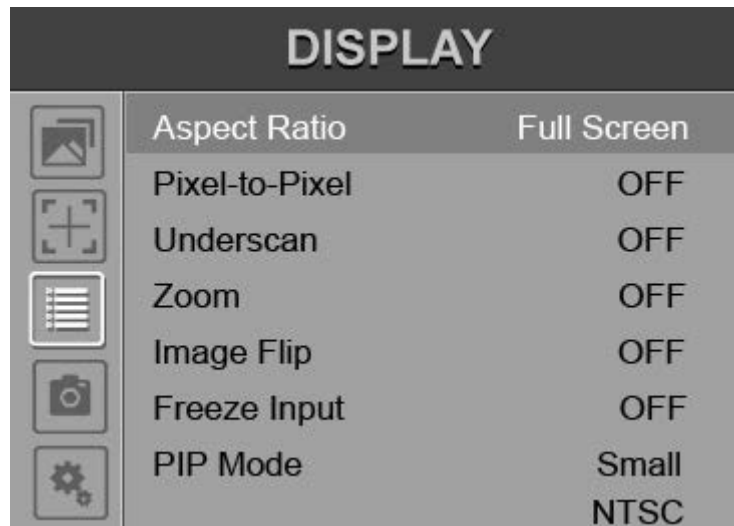 DISPLAY
Aspect Ratio Full Screen
Pixel-to-Pixel OFF
Underscan OFF
Zoom OFF
Image Flip OFF
Freeze Input OFF
PIP Mode Small
NTSC